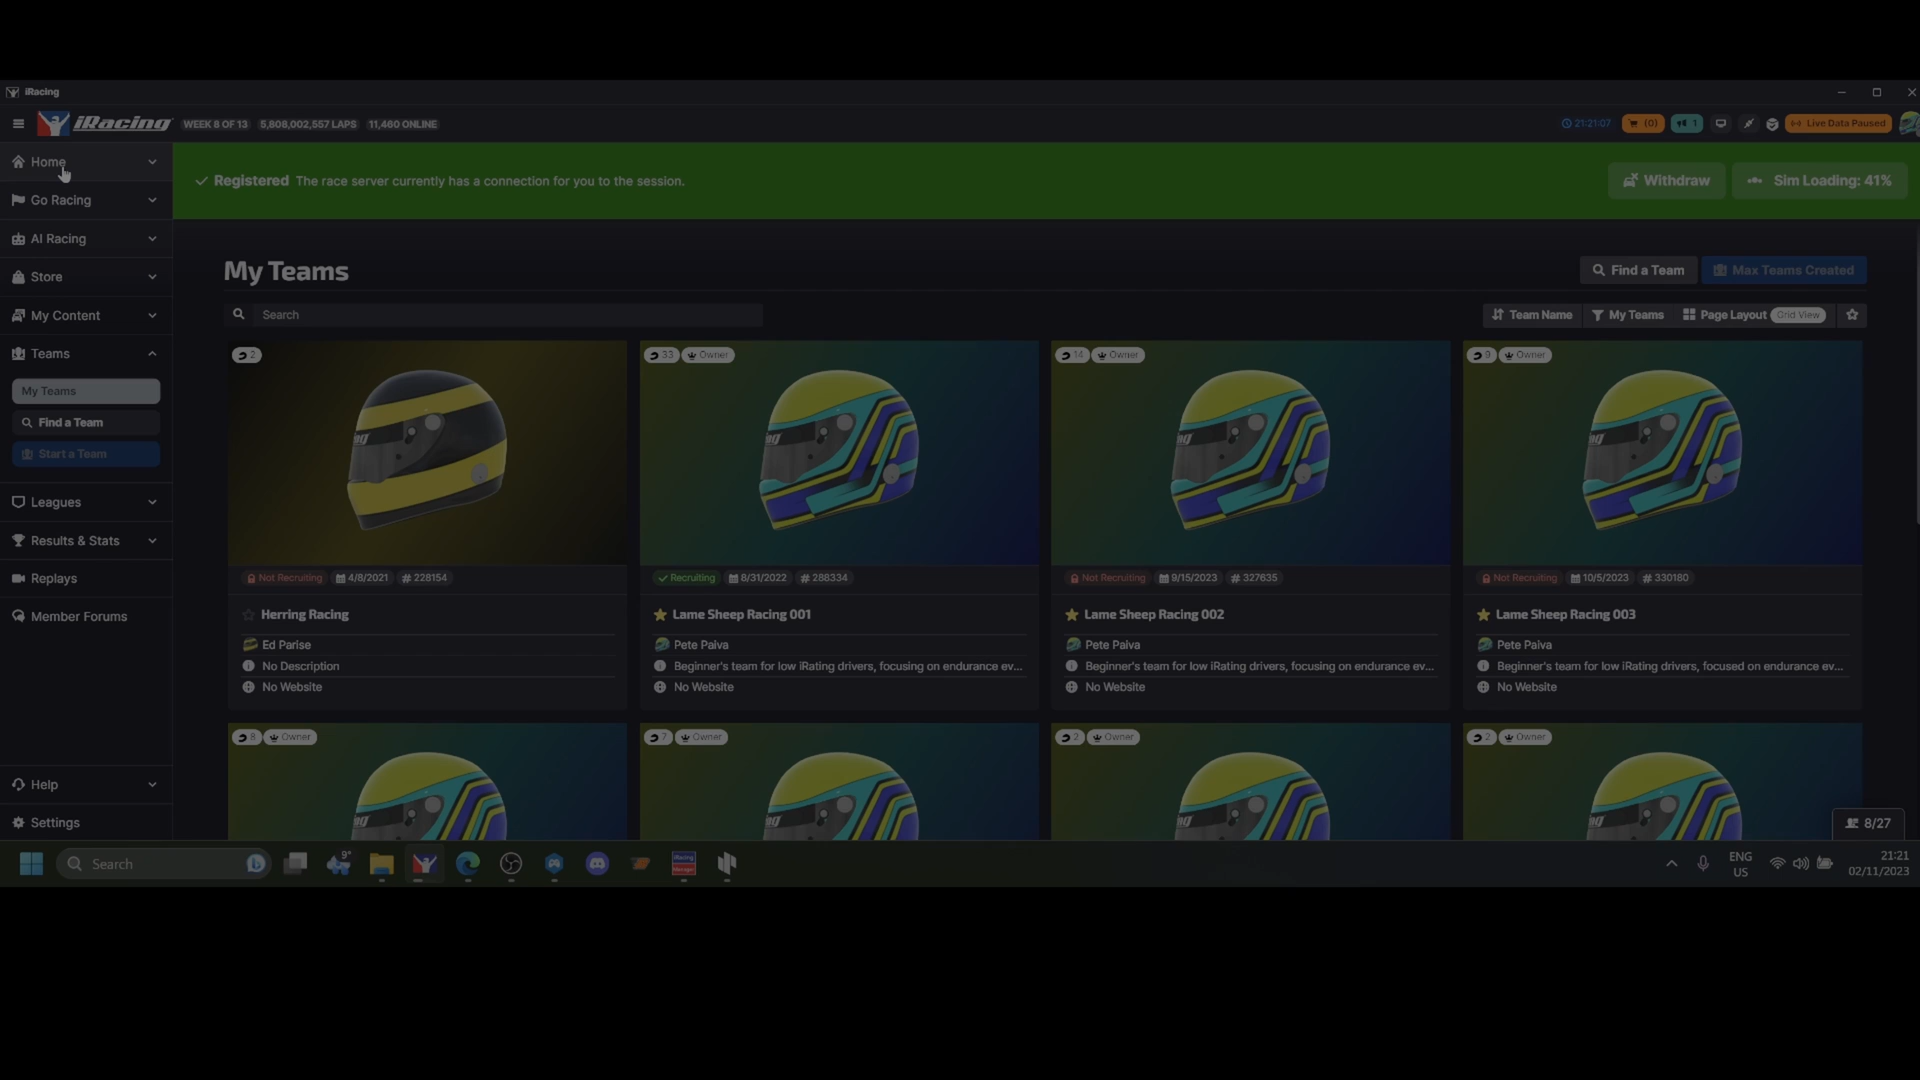 iRacing
iRacing WEEK 8 OF 13 5,808,002,557 LAPS 11,460 ONLINE 21:21:07 (0) 1 Live Data Paused
Home
Go Racing
AI Racing
Store
My Content
Teams
My Teams
Find a Team
Start a Team
Leagues
Results & Stats
Replays
Member Forums
Help
Settings
Registered The race server currently has a connection for you to the session. Withdraw Sim Loading: 41%
My Teams Find a Team Max Teams Created
Search Team Name My Teams Page Layout Grid View
2
Not Recruiting 4/8/2021 # 228154
Herring Racing
Ed Parise
No Description
No Website
33 Owner
Recruiting 8/31/2022 # 288334
Lame Sheep Racing 001
Pete Paiva
Beginner's team for low iRating drivers, focusing on endurance ev...
No Website
14 Owner
Not Recruiting 9/15/2023 # 327635
Lame Sheep Racing 002
Pete Paiva
Beginner's team for low iRating drivers, focusing on endurance ev...
No Website
9 Owner
Not Recruiting 10/5/2023 # 330180
Lame Sheep Racing 003
Pete Paiva
Beginner's team for low iRating drivers, focused on endurance ev...
No Website
8 Owner
7 Owner
2 Owner
2 Owner
8/27
Search 9° ENG 21:21
US 02/11/2023